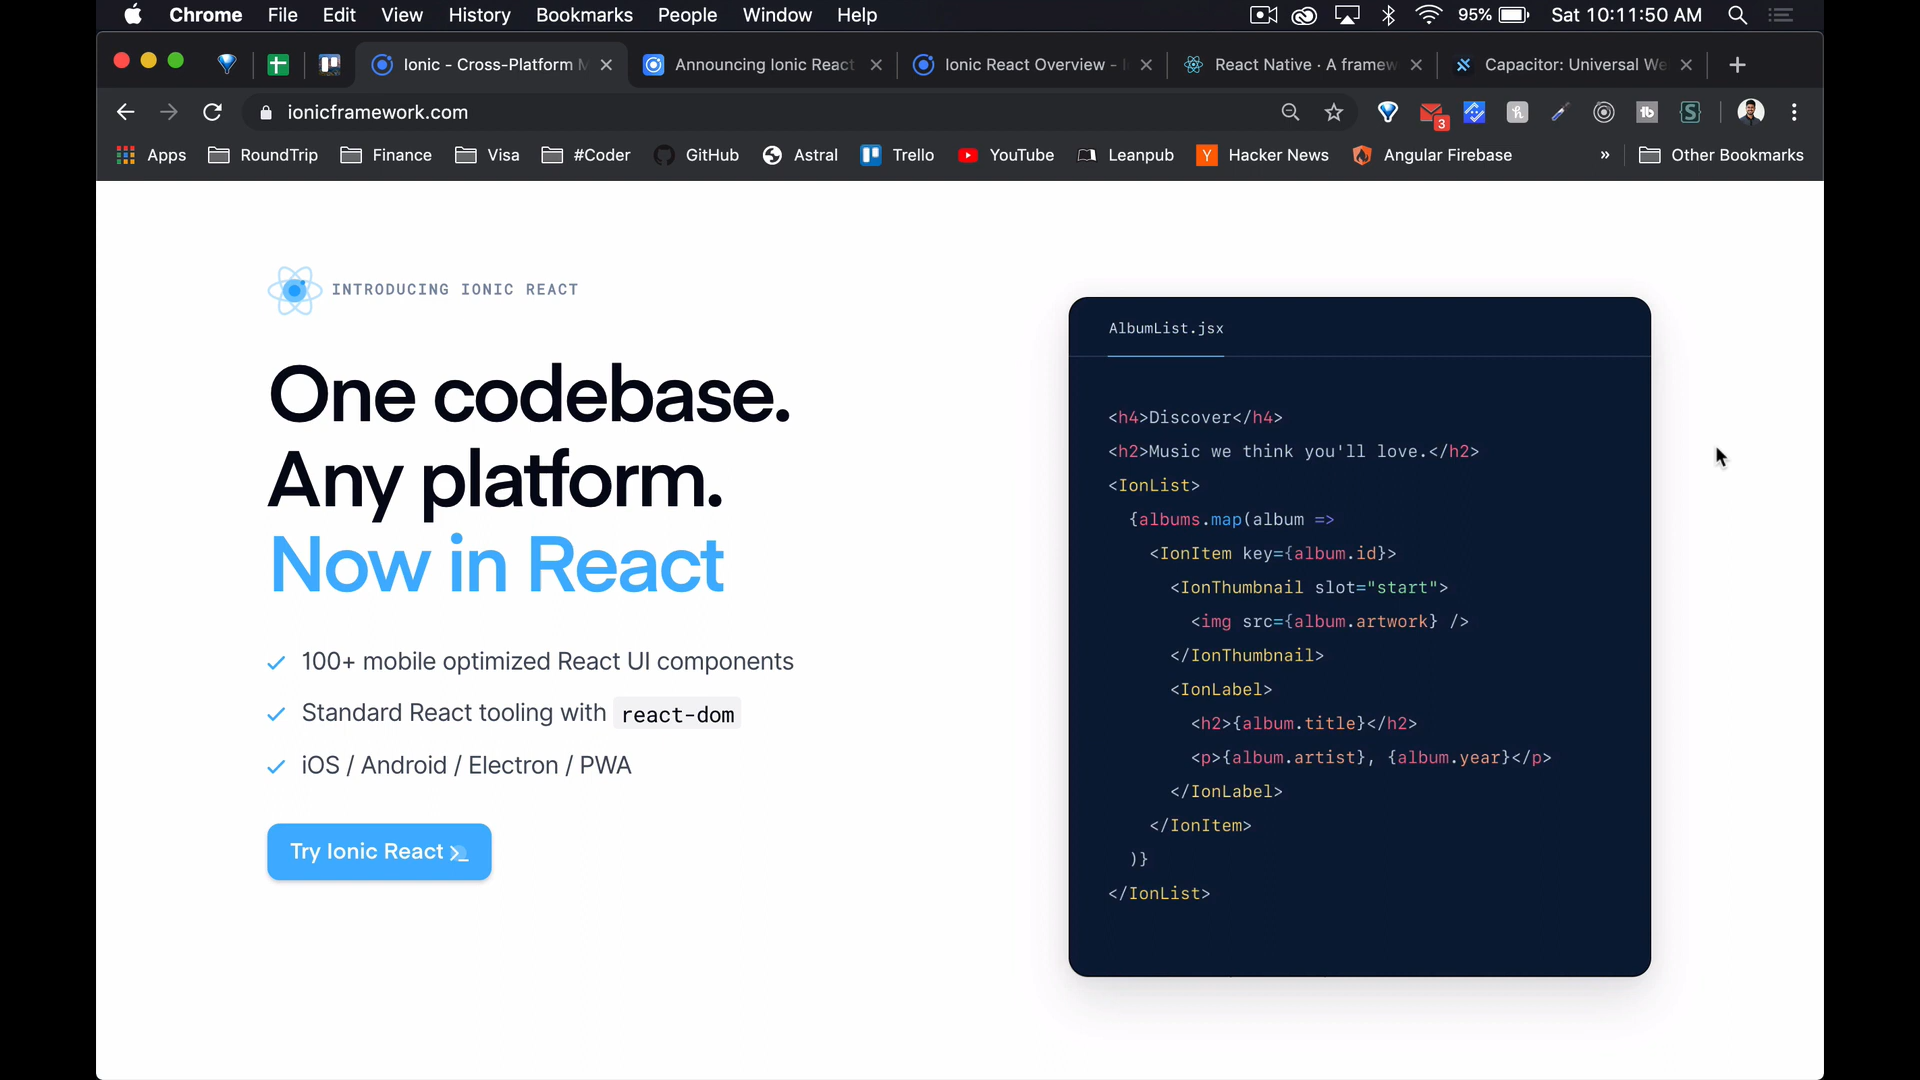 Chrome File Edit View History Bookmarks People Window Help 95% Sat 10:11:50 AM
Ionic - Cross-Platform Announcing Ionic React Ionic React Overview - React Native · A framew Capacitor: Universal We
ionicframework.com 3
Apps RoundTrip Finance Visa #Coder GitHub Astral Trello YouTube Leanpub Hacker News Angular Firebase » Other Bookmarks
INTRODUCING IONIC REACT
One codebase.
Any platform.
Now in React
100+ mobile optimized React UI components
Standard React tooling with react-dom
iOS / Android / Electron / PWA
Try Ionic React >_
AlbumList.jsx
<h4>Discover</h4>
<h2>Music we think you'll love.</h2>
<IonList>
{albums.map(album =>
<IonItem key={album.id}>
<IonThumbnail slot="start">
<img src={album.artwork} />
</IonThumbnail>
<IonLabel>
<h2>{album.title}</h2>
<p>{album.artist}, {album.year}</p>
</IonLabel>
</IonItem>
)}
</IonList>